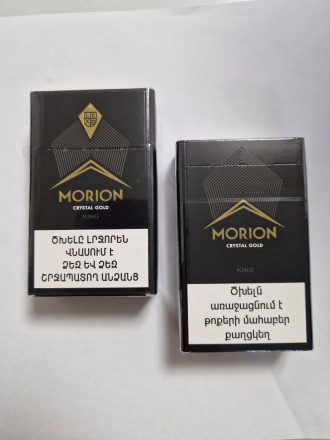 MORION
CRYSTAL GOLD
KING
ԾԽԵԼԸ ԼՐՋՈՐԵՆ
ՎՆԱՍՈՒՄ Է
ՁԵԶ ԵՎ ՁԵԶ
ՇՐՋԱՊԱՏՈՂ ԱՆՁԱՆՑ
MORION
CRYSTAL GOLD
KING
Ծխելն
առաջացնում է
թոքերի մահաբեր
քաղցկեղ